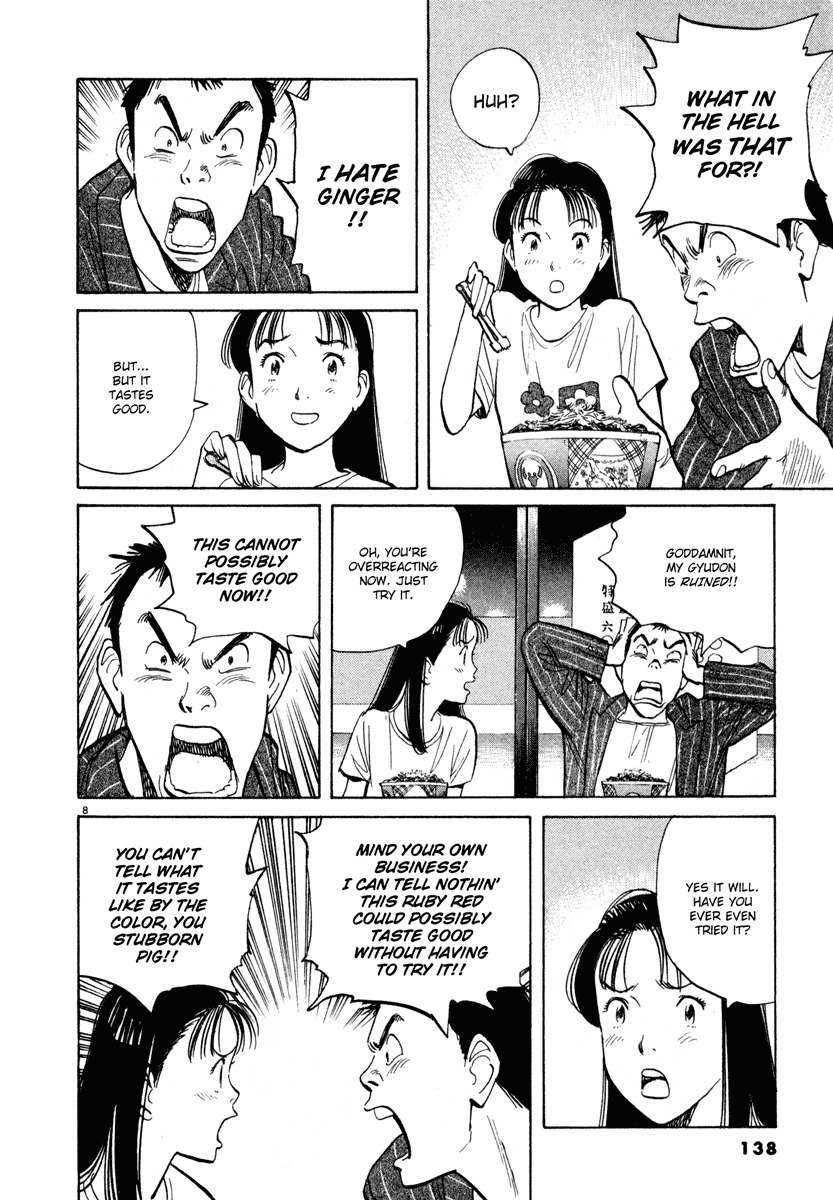 WHAT IN
THE HELL
WAS THAT
FOR?!
HUH?
I HATE
GINGER
!!
BUT...
BUT IT
TASTES
GOOD.
GODDAMNIT,
MY GYUDON
IS RUINED!!
特盛六
OH, YOU'RE
OVERREACTING
NOW. JUST
TRY IT.
THIS CANNOT
POSSIBLY
TASTE GOOD
NOW!!
YES IT WILL.
HAVE YOU
EVER EVEN
TRIED IT?
MIND YOUR OWN
BUSINESS!
I CAN TELL NOTHIN'
THIS RUBY RED
COULD POSSIBLY
TASTE GOOD
WITHOUT HAVING
TO TRY IT!!
YOU CAN'T
TELL WHAT
IT TASTES
LIKE BY THE
COLOR, YOU
STUBBORN
PIG!!
8
138